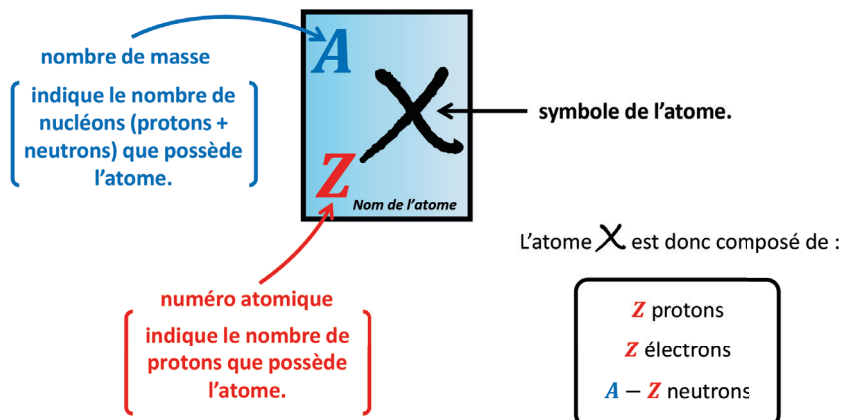 nombre de masse
indique le nombre de
nucléons (protons +
neutrons) que possède
l'atome.
A
X
Z
Nom de l'atome
symbole de l'atome.
numéro atomique
indique le nombre de
protons que possède
l'atome.
L'atome X est donc composé de :
Z protons
Z électrons
A − Z neutrons